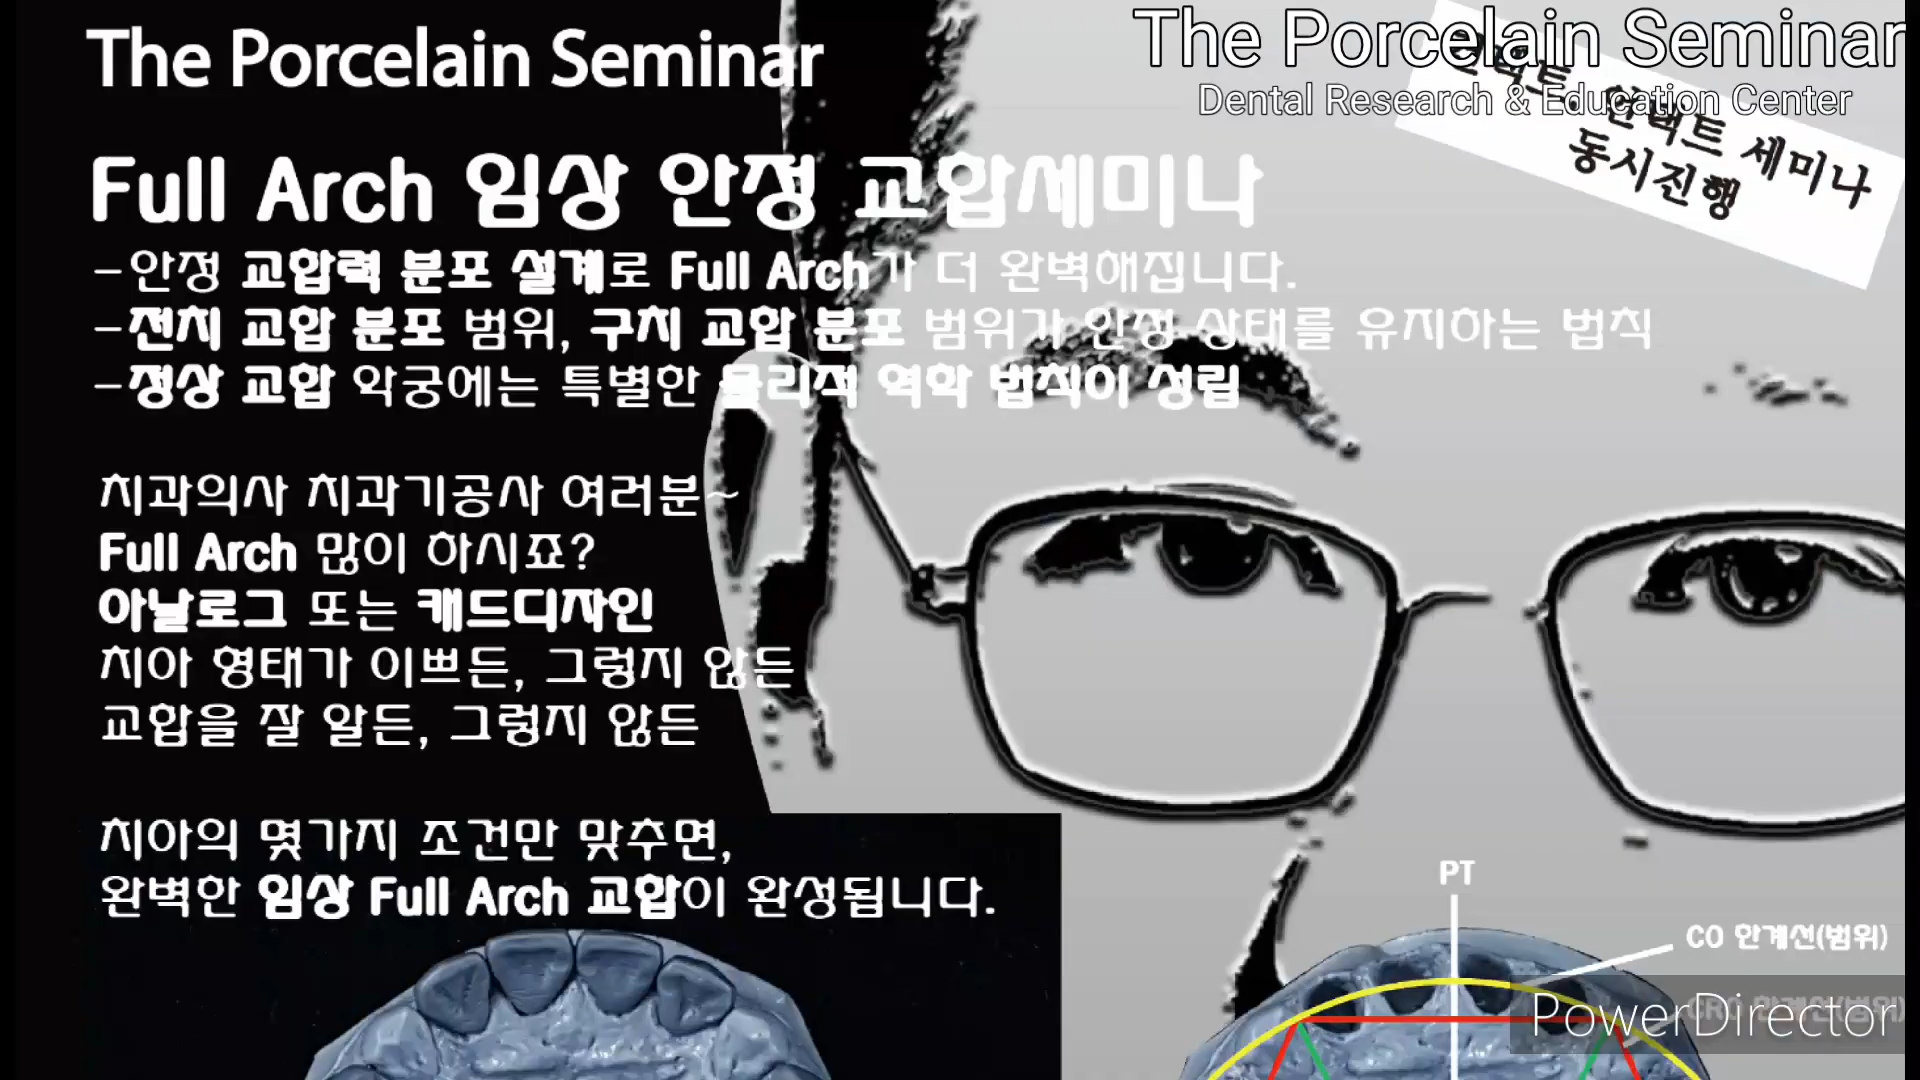 The Porcelain Seminar
The Porcelain Seminar
Dental Research & Education Center
언택트 세미나
동시진행
Full Arch 임상 안정 교합세미나
-안정 교합력 분포 설계로 Full Arch가 더 완벽해집니다.
-전치 교합 분포 범위, 구치 교합 분포 범위가 안정 상태를 유지하는 법칙
-정상 교합 악궁에는 특별한 물리적 역학 법칙이 성립
치과의사 치과기공사 여러분~
Full Arch 많이 하시죠?
아날로그 또는 캐드디자인
치아 형태가 이쁘든, 그렇지 않든
교합을 잘 알든, 그렇지 않든
치아의 몇가지 조건만 맞추면,
완벽한 임상 Full Arch 교합이 완성됩니다.
PT
CO 한계선(범위)
CRO 한계선(범위)
PowerDirector